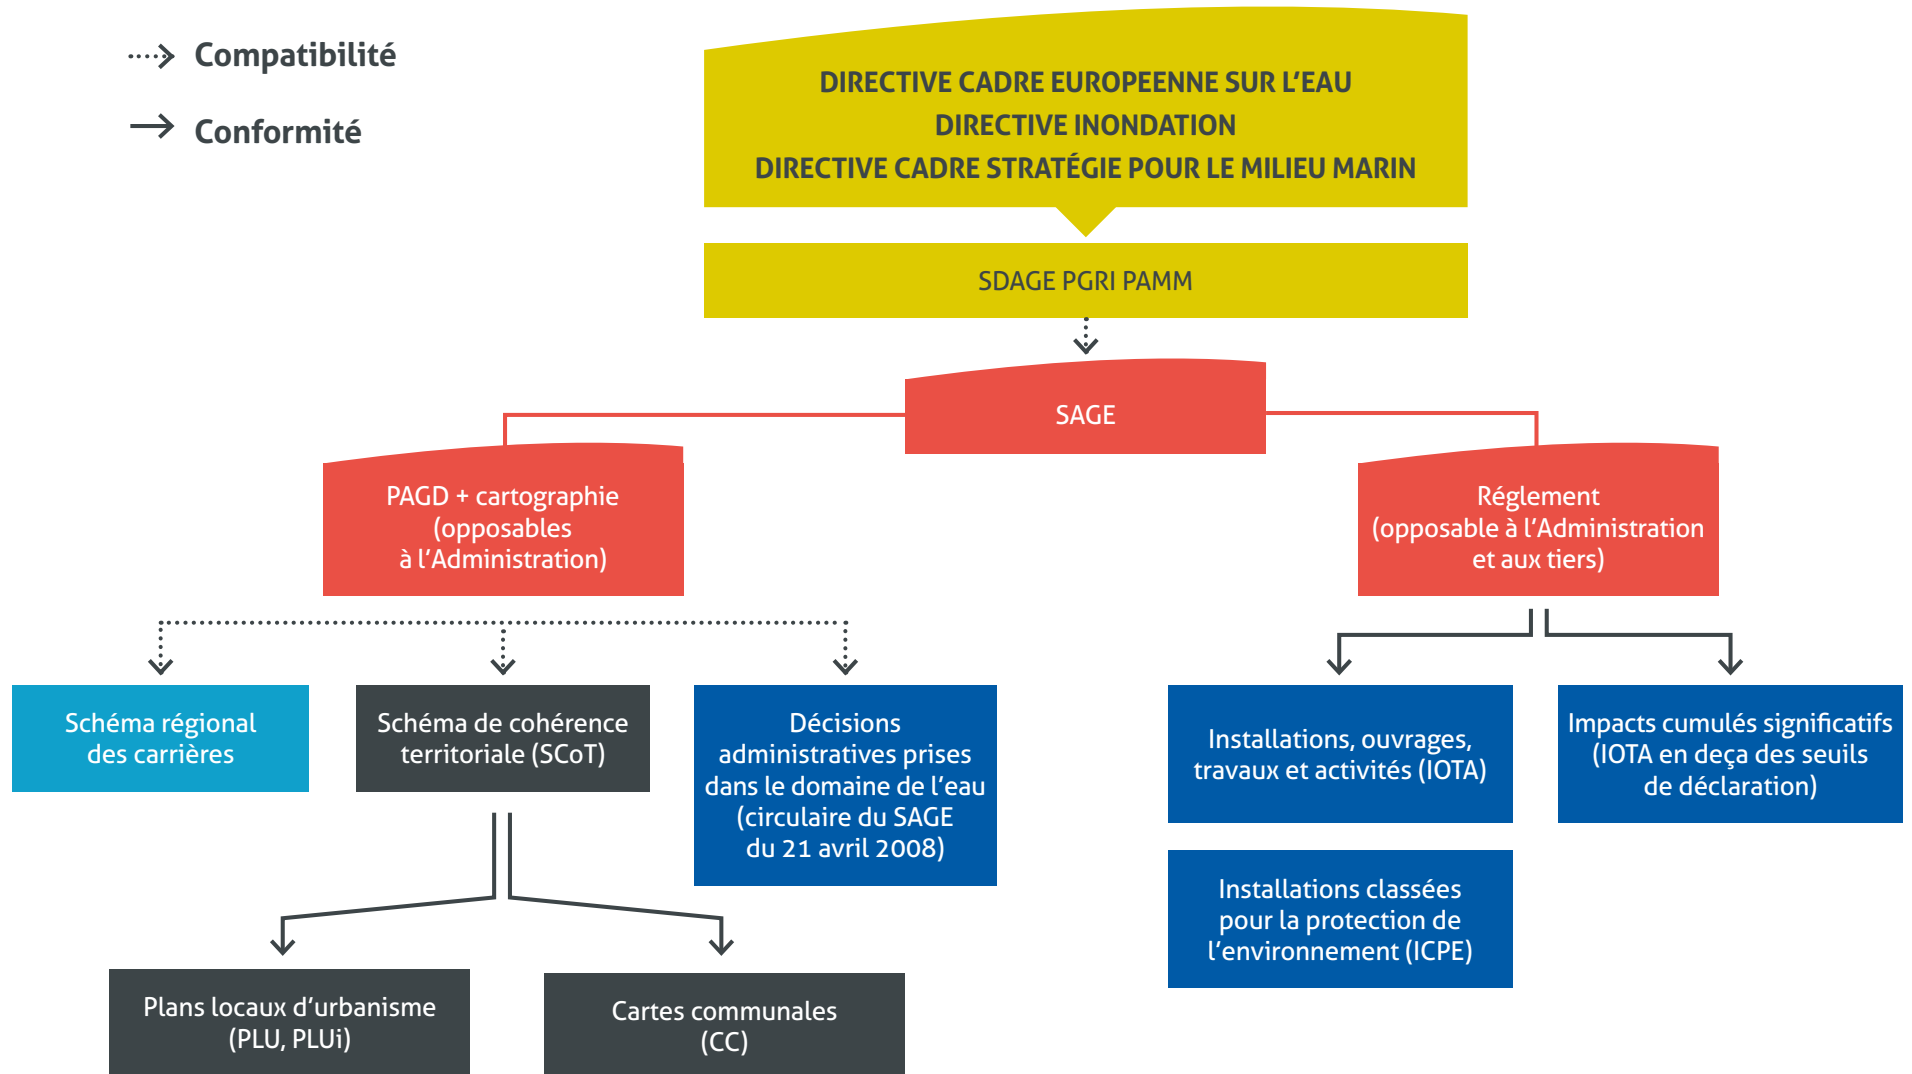 Compatibilité
Conformité
DIRECTIVE CADRE EUROPEENNE SUR L'EAU
DIRECTIVE INONDATION
DIRECTIVE CADRE STRATÉGIE POUR LE MILIEU MARIN
SDAGE PGRI PAMM
SAGE
PAGD + cartographie
(opposables
à l'Administration)
Réglement
(opposable à l'Administration
et aux tiers)
Schéma régional
des carrières
Schéma de cohérence
territoriale (SCoT)
Décisions
administratives prises
dans le domaine de l'eau
(circulaire du SAGE
du 21 avril 2008)
Installations, ouvrages,
travaux et activités (IOTA)
Impacts cumulés significatifs
(IOTA en deça des seuils
de déclaration)
Installations classées
pour la protection de
l'environnement (ICPE)
Plans locaux d'urbanisme
(PLU, PLUi)
Cartes communales
(CC)